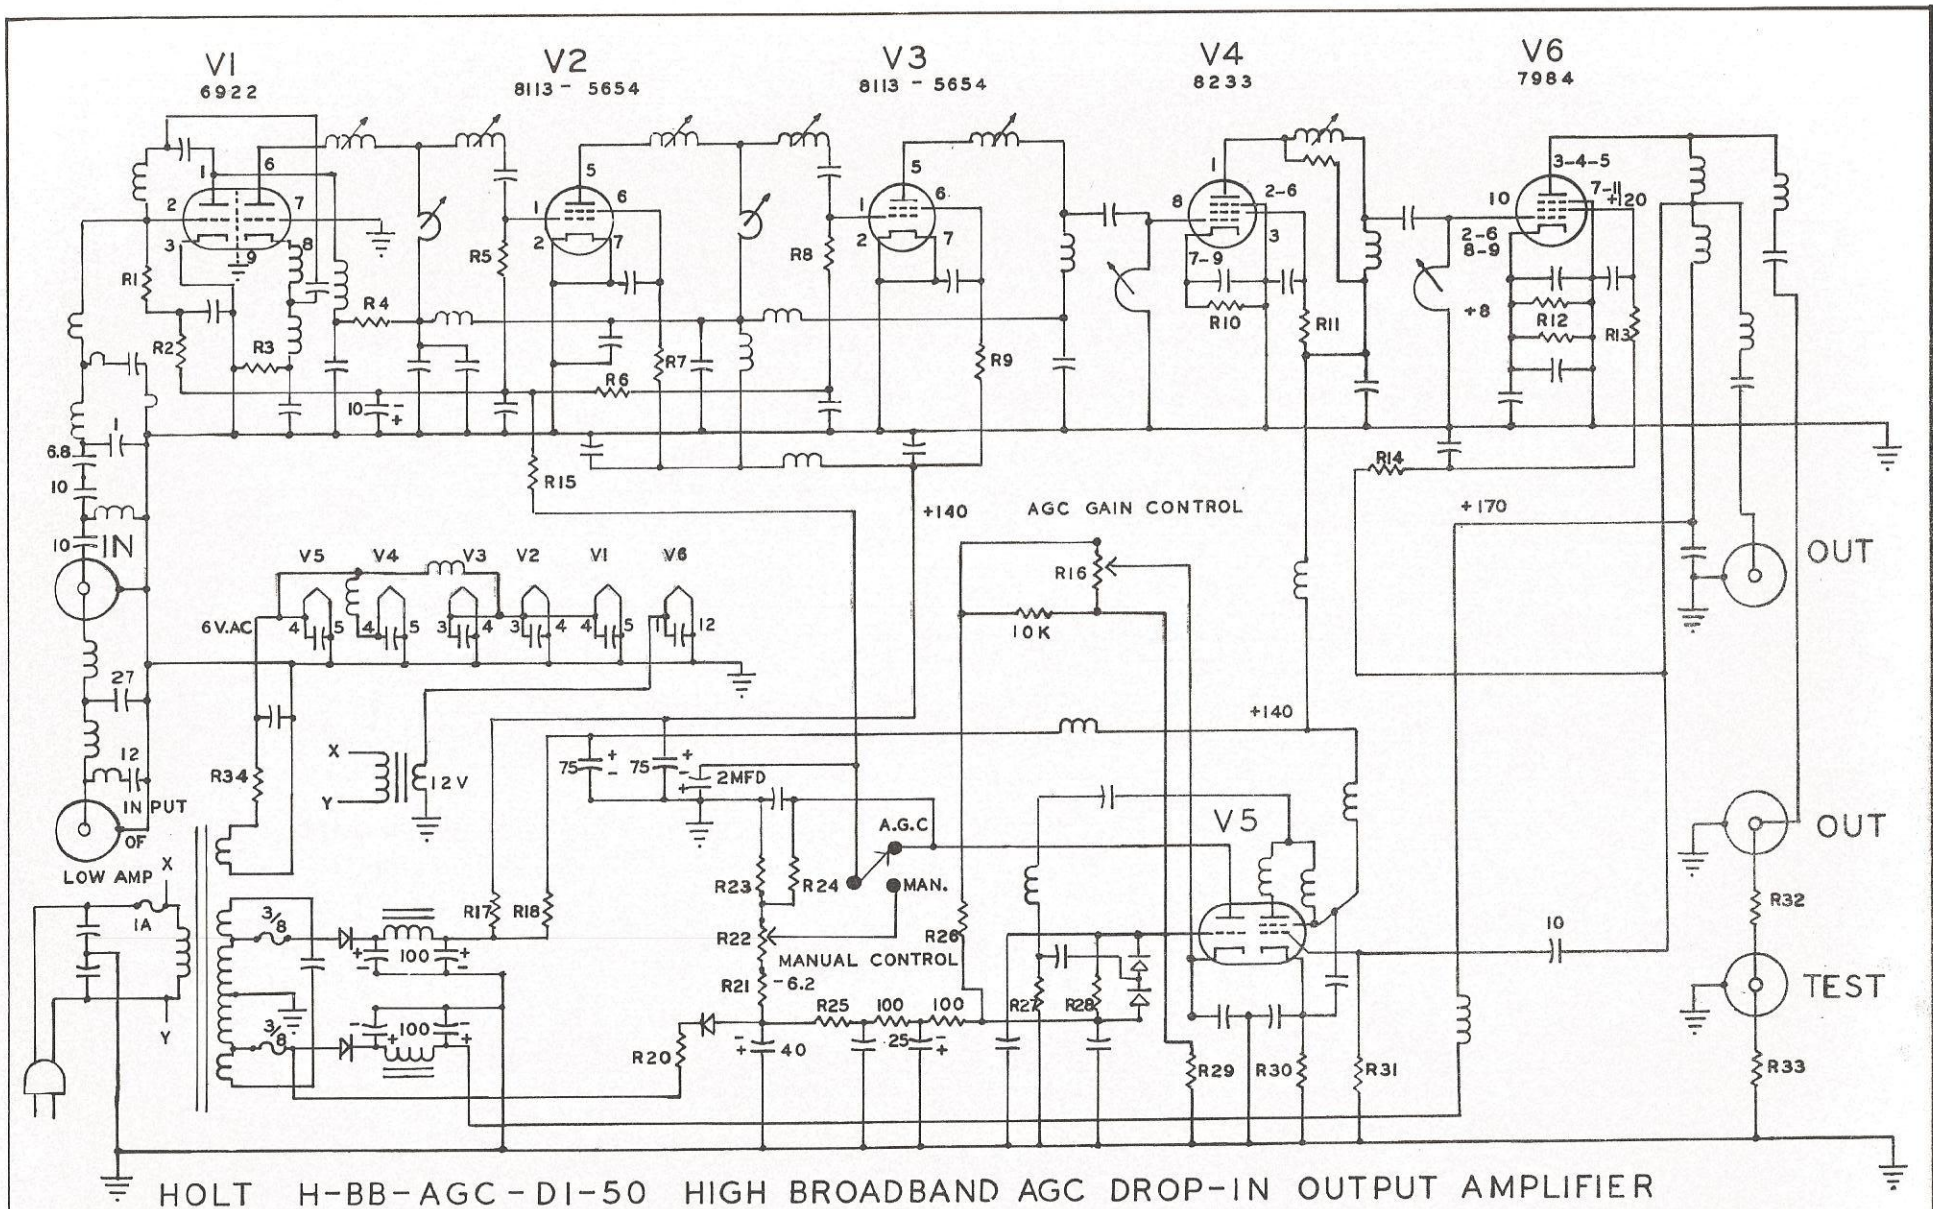 V1 V2 V3 V4 V6
6922 8113 - 5654 8113 - 5654 8233 7984
1 6 5 5 1 3-4-5
2 7 6 6 2-6 7-11
+120
1 1 8 10
3 8 9 2 7 2 7 3 7-9 2-6
8-9
R1 R5 R8
R4 R10 R11 +8 R12 R13
R2 R3 R7 R9
R6
10 - +
1
6.8
10 R15 R14
+140 AGC GAIN CONTROL +170
10 IN OUT
V5 V4 V3 V2 V1 V6
R16
6V.AC 4 5 4 5 3 4 3 4 4 5 1 12
10K
27
+140
X
12 R34 12V 75 + - 75 + - 2MFD +
Y
INPUT
OF V5 OUT
A.G.C
LOW AMP X
R23 R24 MAN.
1A 3/8 R17 R18 R32
R22 R26 10
+ - 100 + - MANUAL CONTROL
R21 -6.2 R27 R28 TEST
R25 100 100
Y 3/8 - + 100 - +
R20 - + 40 25 - + R29 R30 R31 R33
HOLT H-BB-AGC-DI-50 HIGH BROADBAND AGC DROP-IN OUTPUT AMPLIFIER